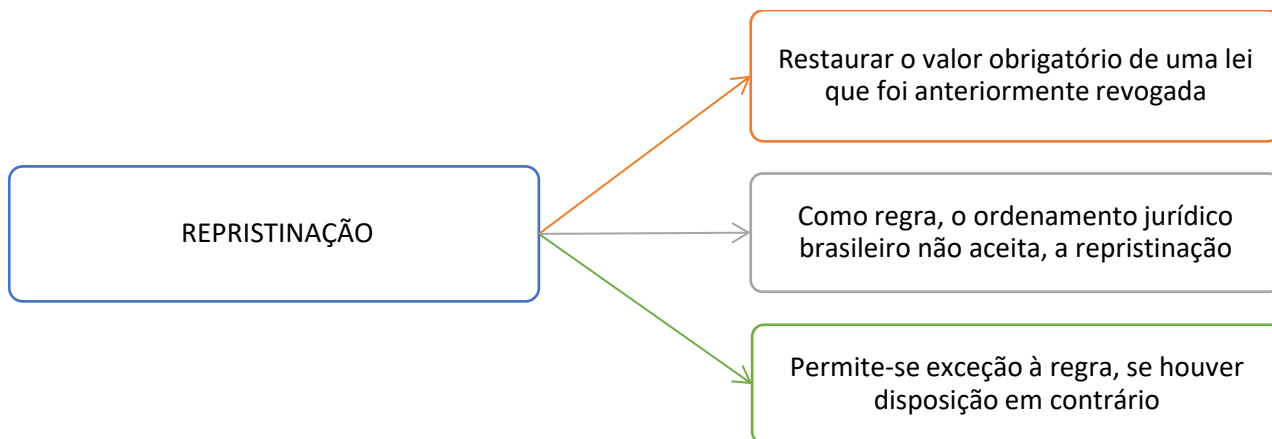 Restaurar o valor obrigatório de uma lei
que foi anteriormente revogada
REPRISTINAÇÃO
Como regra, o ordenamento jurídico
brasileiro não aceita, a repristinação
Permite-se exceção à regra, se houver
disposição em contrário